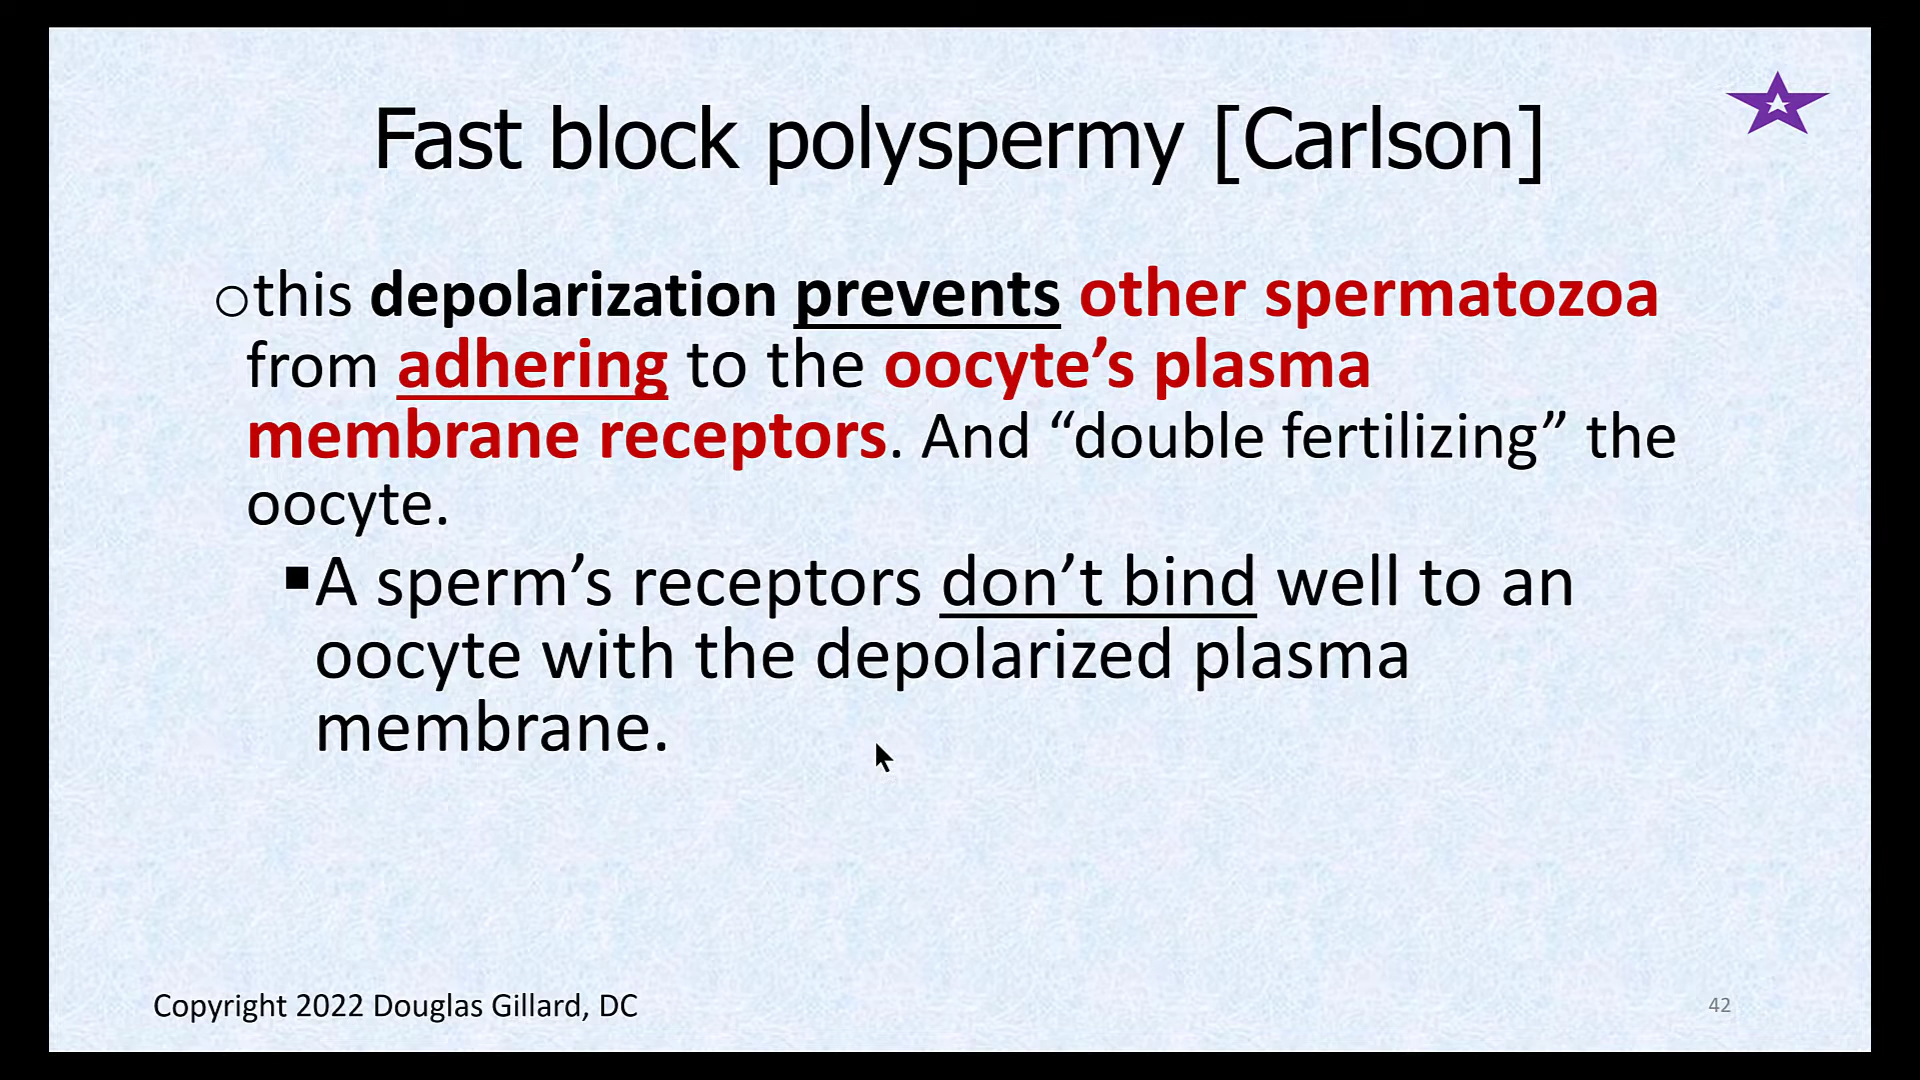 Fast block polyspermy [Carlson]
○this depolarization prevents other spermatozoa
from adhering to the oocyte’s plasma
membrane receptors. And “double fertilizing” the
oocyte.
▪A sperm’s receptors don’t bind well to an
oocyte with the depolarized plasma
membrane.
Copyright 2022 Douglas Gillard, DC
42